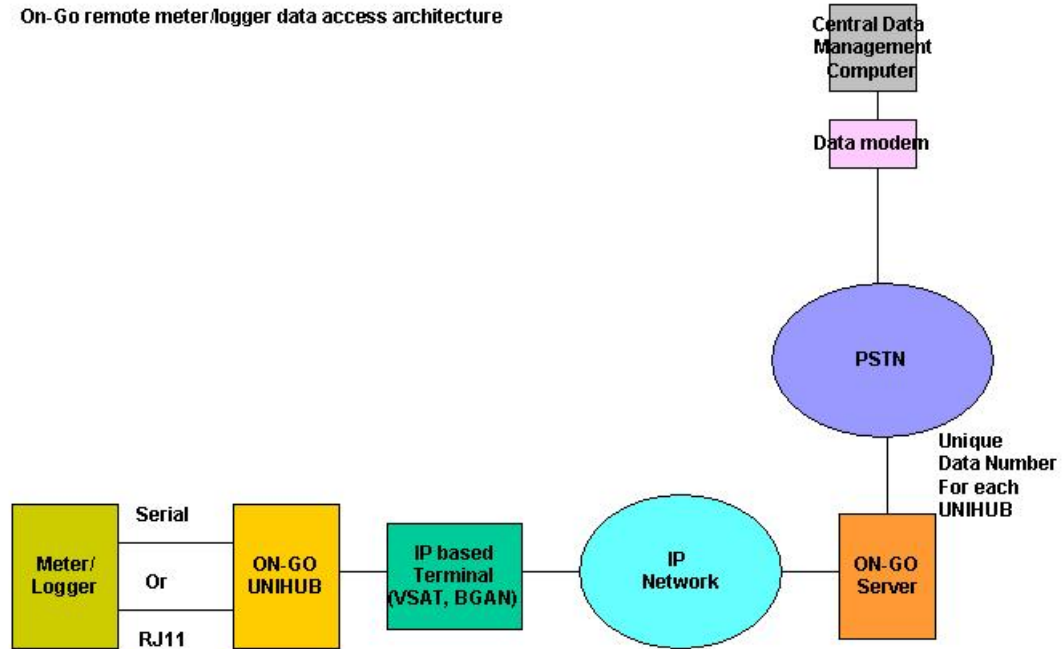 On-Go remote meter/logger data access architecture
Central Data
Management
Computer
Data modem
PSTN
Unique
Data Number
For each
UNIHUB
Serial
Meter/
Logger
Or
RJ11
ON-GO
UNIHUB
IP based
Terminal
(VSAT, BGAN)
IP
Network
ON-GO
Server